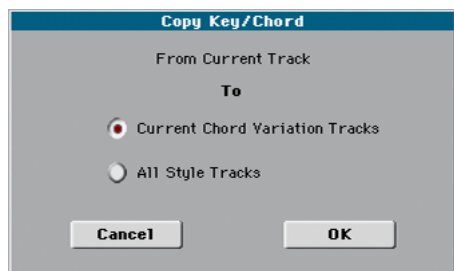 Copy Key/Chord
From Current Track
To
Current Chord Variation Tracks
All Style Tracks
Cancel OK